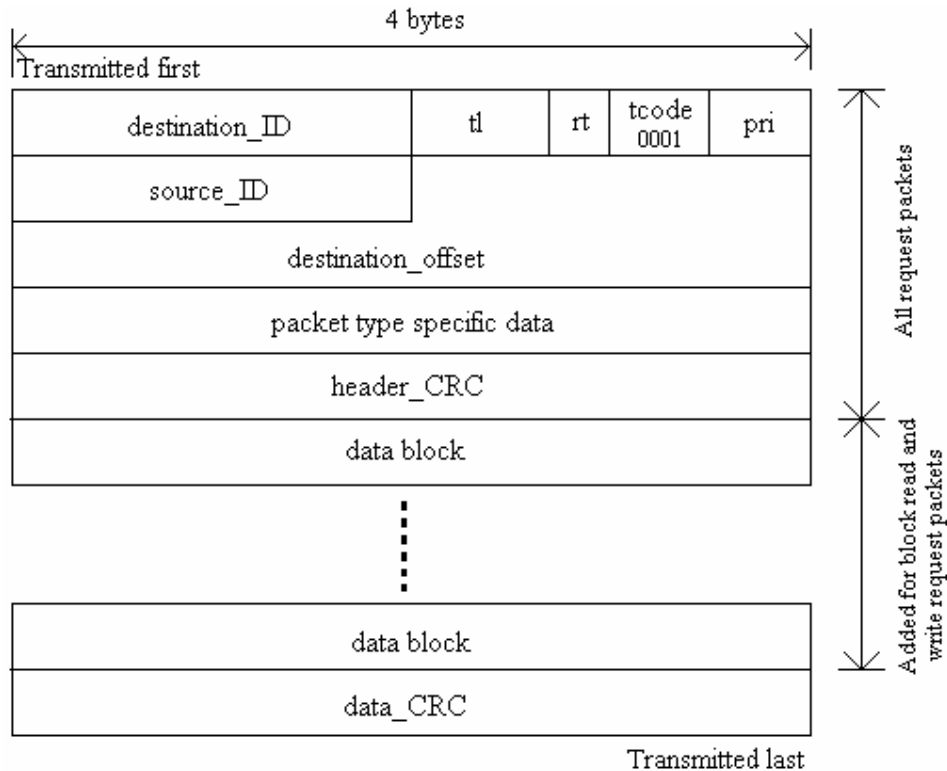 4 bytes
Transmitted first
destination_ID
tl
rt
tcode
0001
pri
source_ID
destination_offset
packet type specific data
header_CRC
data block
data block
data_CRC
Transmitted last
All request packets
Added for block read and
write request packets